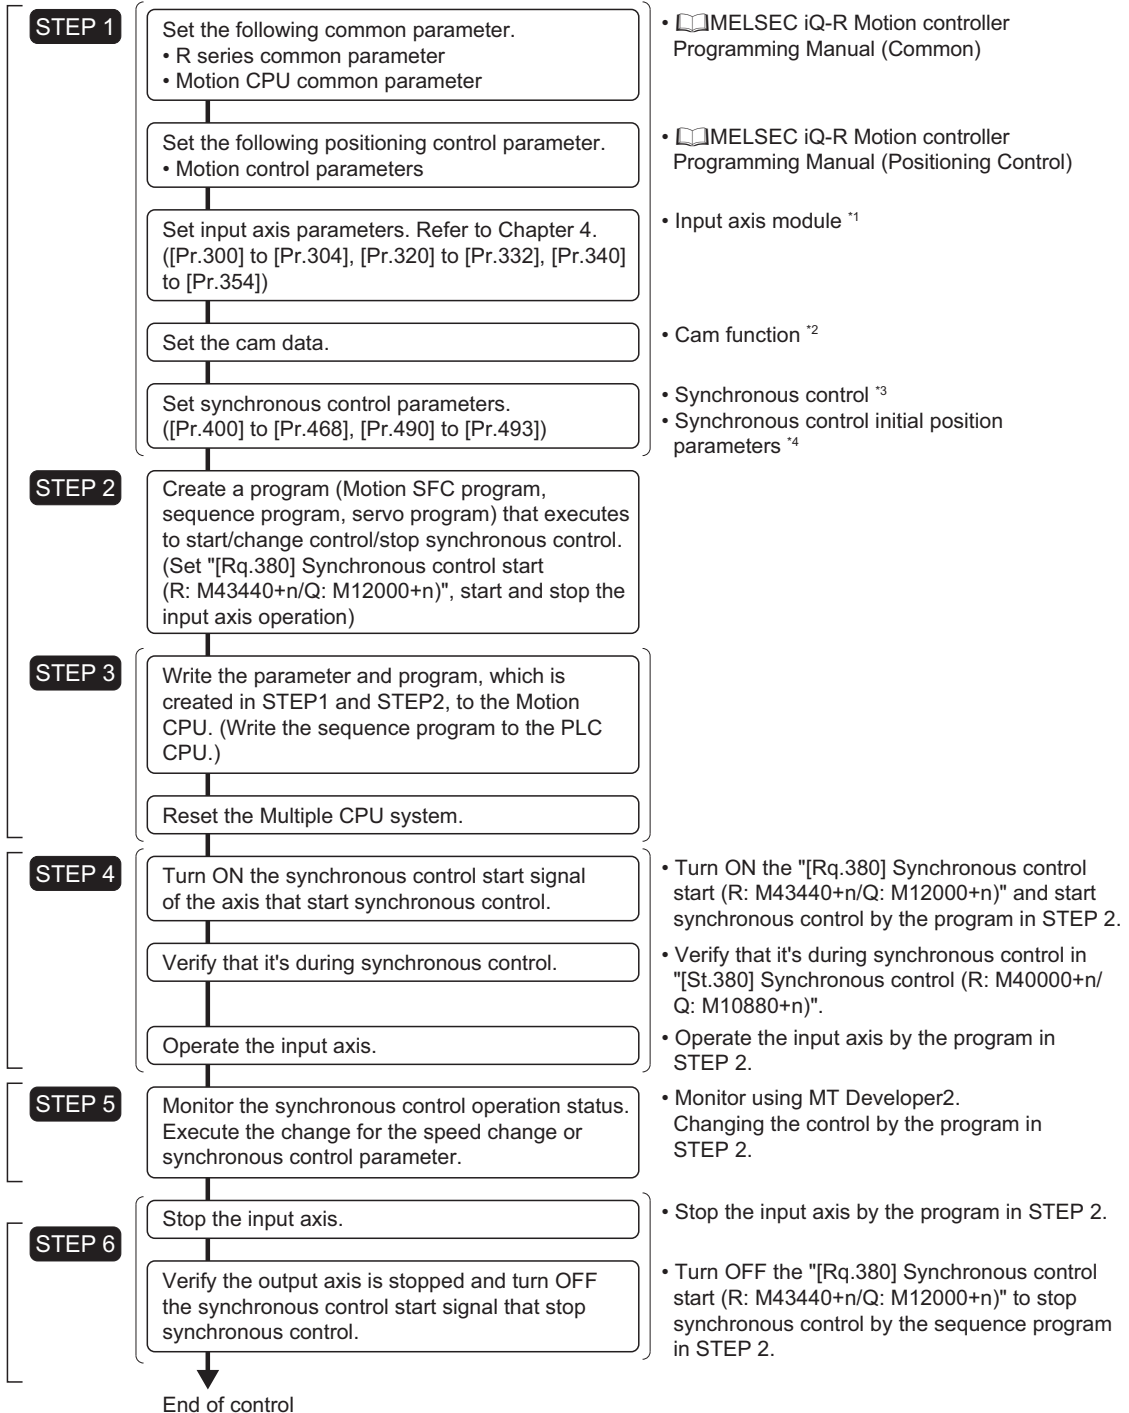 STEP 1
Set the following common parameter.
• R series common parameter
• Motion CPU common parameter
• MELSEC iQ-R Motion controller
Programming Manual (Common)
Set the following positioning control parameter.
• Motion control parameters
• MELSEC iQ-R Motion controller
Programming Manual (Positioning Control)
Set input axis parameters. Refer to Chapter 4.
([Pr.300] to [Pr.304], [Pr.320] to [Pr.332], [Pr.340]
to [Pr.354])
• Input axis module *1
Set the cam data.
• Cam function *2
Set synchronous control parameters.
([Pr.400] to [Pr.468], [Pr.490] to [Pr.493])
• Synchronous control *3
• Synchronous control initial position
parameters *4
STEP 2
Create a program (Motion SFC program,
sequence program, servo program) that executes
to start/change control/stop synchronous control.
(Set "[Rq.380] Synchronous control start
(R: M43440+n/Q: M12000+n)", start and stop the
input axis operation)
STEP 3
Write the parameter and program, which is
created in STEP1 and STEP2, to the Motion
CPU. (Write the sequence program to the PLC
CPU.)
Reset the Multiple CPU system.
STEP 4
Turn ON the synchronous control start signal
of the axis that start synchronous control.
• Turn ON the "[Rq.380] Synchronous control
start (R: M43440+n/Q: M12000+n)" and start
synchronous control by the program in STEP 2.
Verify that it's during synchronous control.
• Verify that it's during synchronous control in
"[St.380] Synchronous control (R: M40000+n/
Q: M10880+n)".
Operate the input axis.
• Operate the input axis by the program in
STEP 2.
STEP 5
Monitor the synchronous control operation status.
Execute the change for the speed change or
synchronous control parameter.
• Monitor using MT Developer2.
Changing the control by the program in
STEP 2.
STEP 6
Stop the input axis.
• Stop the input axis by the program in STEP 2.
Verify the output axis is stopped and turn OFF
the synchronous control start signal that stop
synchronous control.
• Turn OFF the "[Rq.380] Synchronous control
start (R: M43440+n/Q: M12000+n)" to stop
synchronous control by the sequence program
in STEP 2.
End of control